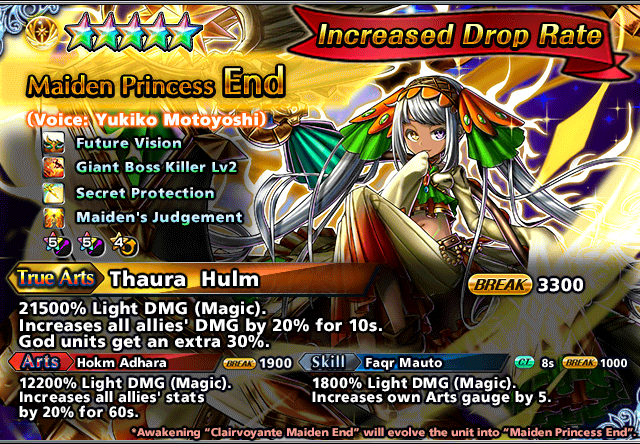 Increased Drop Rate
Maiden Princess End
(Voice: Yukiko Motoyoshi)
Future Vision
Giant Boss Killer Lv2
Secret Protection
Maiden's Judgement
5 5 4
True Arts Thaura Hulm BREAK 3300
21500% Light DMG (Magic).
Increases all allies' DMG by 20% for 10s.
God units get an extra 30%.
Arts Hokm Adhara BREAK 1900
12200% Light DMG (Magic).
Increases all allies' stats
by 20% for 60s.
Skill Faqr Mauto CT 8s BREAK 1000
1800% Light DMG (Magic).
Increases own Arts gauge by 5.
*Awakening "Clairvoyante Maiden End" will evolve the unit into "Maiden Princess End".